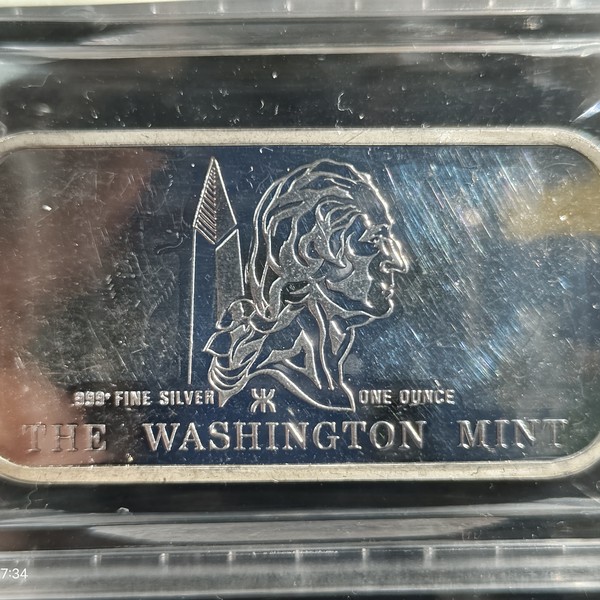 999+ FINE SILVER ONE OUNCE
THE WASHINGTON MINT
7:34